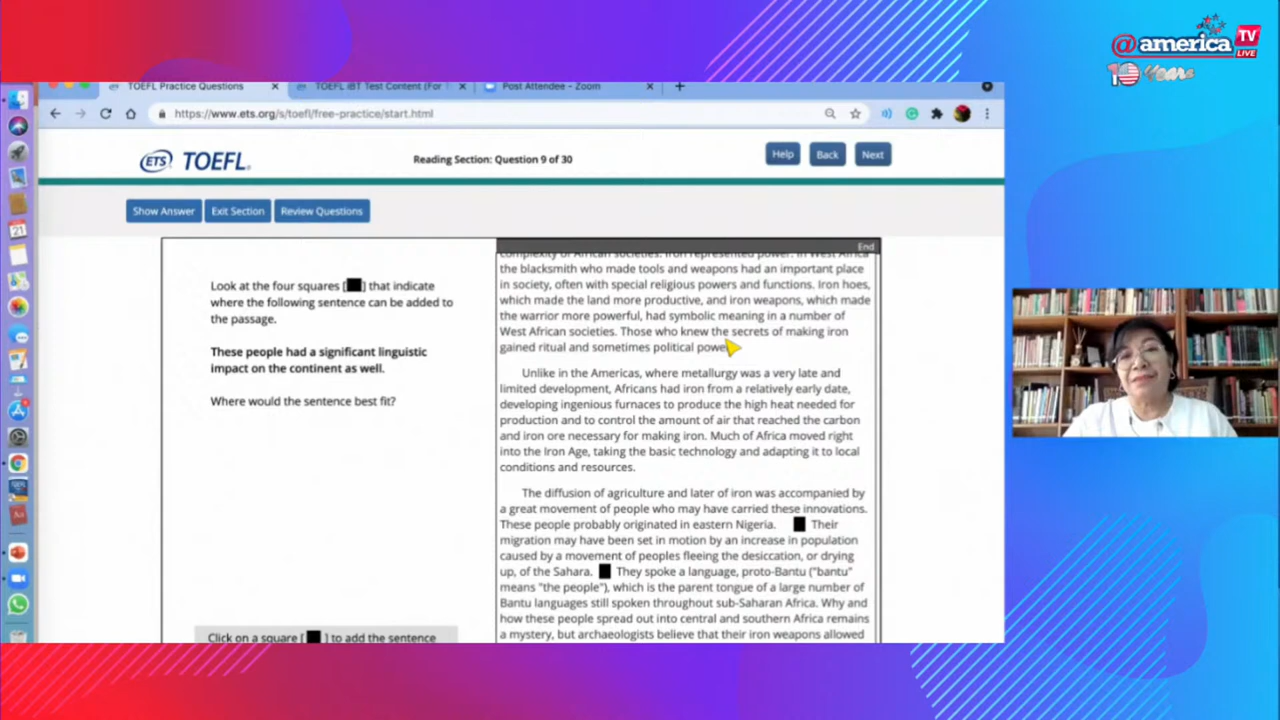 @america TV
LIVE
10 Years
TOEFL Practice Questions
TOEFL iBT Test Content (For
Post Attendee - Zoom
https://www.ets.org/s/toefl/free-practice/start.html
ETS TOEFL®
Reading Section: Question 9 of 30
Help
Back
Next
Show Answer
Exit Section
Review Questions
End
Look at the four squares [■] that indicate
where the following sentence can be added to
the passage.
These people had a significant linguistic
impact on the continent as well.
Where would the sentence best fit?
Click on a square [■] to add the sentence
complexity of African societies. Iron represented power. In West Africa
the blacksmith who made tools and weapons had an important place
in society, often with special religious powers and functions. Iron hoes,
which made the land more productive, and iron weapons, which made
the warrior more powerful, had symbolic meaning in a number of
West African societies. Those who knew the secrets of making iron
gained ritual and sometimes political power
Unlike in the Americas, where metallurgy was a very late and
limited development, Africans had iron from a relatively early date,
developing ingenious furnaces to produce the high heat needed for
production and to control the amount of air that reached the carbon
and iron ore necessary for making iron. Much of Africa moved right
into the Iron Age, taking the basic technology and adapting it to local
conditions and resources.
The diffusion of agriculture and later of iron was accompanied by
a great movement of people who may have carried these innovations.
These people probably originated in eastern Nigeria. ■ Their
migration may have been set in motion by an increase in population
caused by a movement of peoples fleeing the desiccation, or drying
up, of the Sahara. ■ They spoke a language, proto-Bantu ("bantu"
means "the people"), which is the parent tongue of a large number of
Bantu languages still spoken throughout sub-Saharan Africa. Why and
how these people spread out into central and southern Africa remains
a mystery, but archaeologists believe that their iron weapons allowed
21